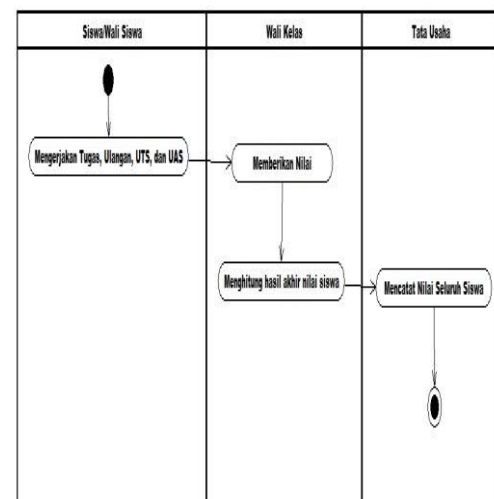 Siswa/Wali Siswa
Wali Kelas
Tata Usaha
Mengerjakan Tugas, Ulangan, UTS, dan UAS
Memberikan Nilai
Menghitung hasil akhir nilai siswa
Mencatat Nilai Seluruh Siswa